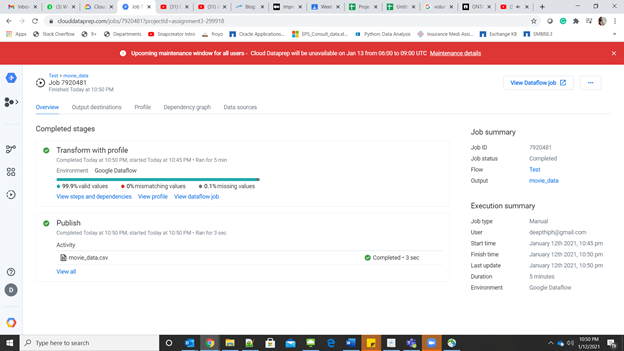 Inbox
(3) W
Google C
Job 7
(31)
(31) /
Blog:
Impo
Weel
Proje
Untit
volur
GNT
clouddataprep.com/jobs/7920481?projectId=assignment3-299918
Apps
Stack Overflow
9+
Departments
Snapcreator Intro
froyo
Oracle Applications...
EPS_Consult_data.at...
Python: Data Analysis
Insurance Medi Assi...
Exchange KB
SMBRE2
Upcoming maintenance window for all users - Cloud Dataprep will be unavailable on Jan 13 from 06:00 to 09:00 UTC Maintenance details
Test › movie_data
Job 7920481
Finished Today at 10:50 PM
View Dataflow job
Overview
Output destinations
Profile
Dependency graph
Data sources
Completed stages
Transform with profile
Completed Today at 10:50 PM, started Today at 10:45 PM • Ran for 5 min
Environment Google Dataflow
99.9% valid values
0% mismatching values
0.1% missing values
View steps and dependencies
View profile
View dataflow job
Publish
Completed Today at 10:50 PM, started Today at 10:50 PM • Ran for 3 sec
Activity
movie_data.csv
Completed • 3 sec
View all
Job summary
Job ID 7920481
Job status Completed
Flow Test
Output movie_data
Execution summary
Job type Manual
User deepthiph@gmail.com
Start time January 12th 2021, 10:45 pm
Finish time January 12th 2021, 10:50 pm
Last update January 12th 2021, 10:50 pm
Duration 5 minutes
Environment Google Dataflow
D
Type here to search
10:50 PM
1/12/2021